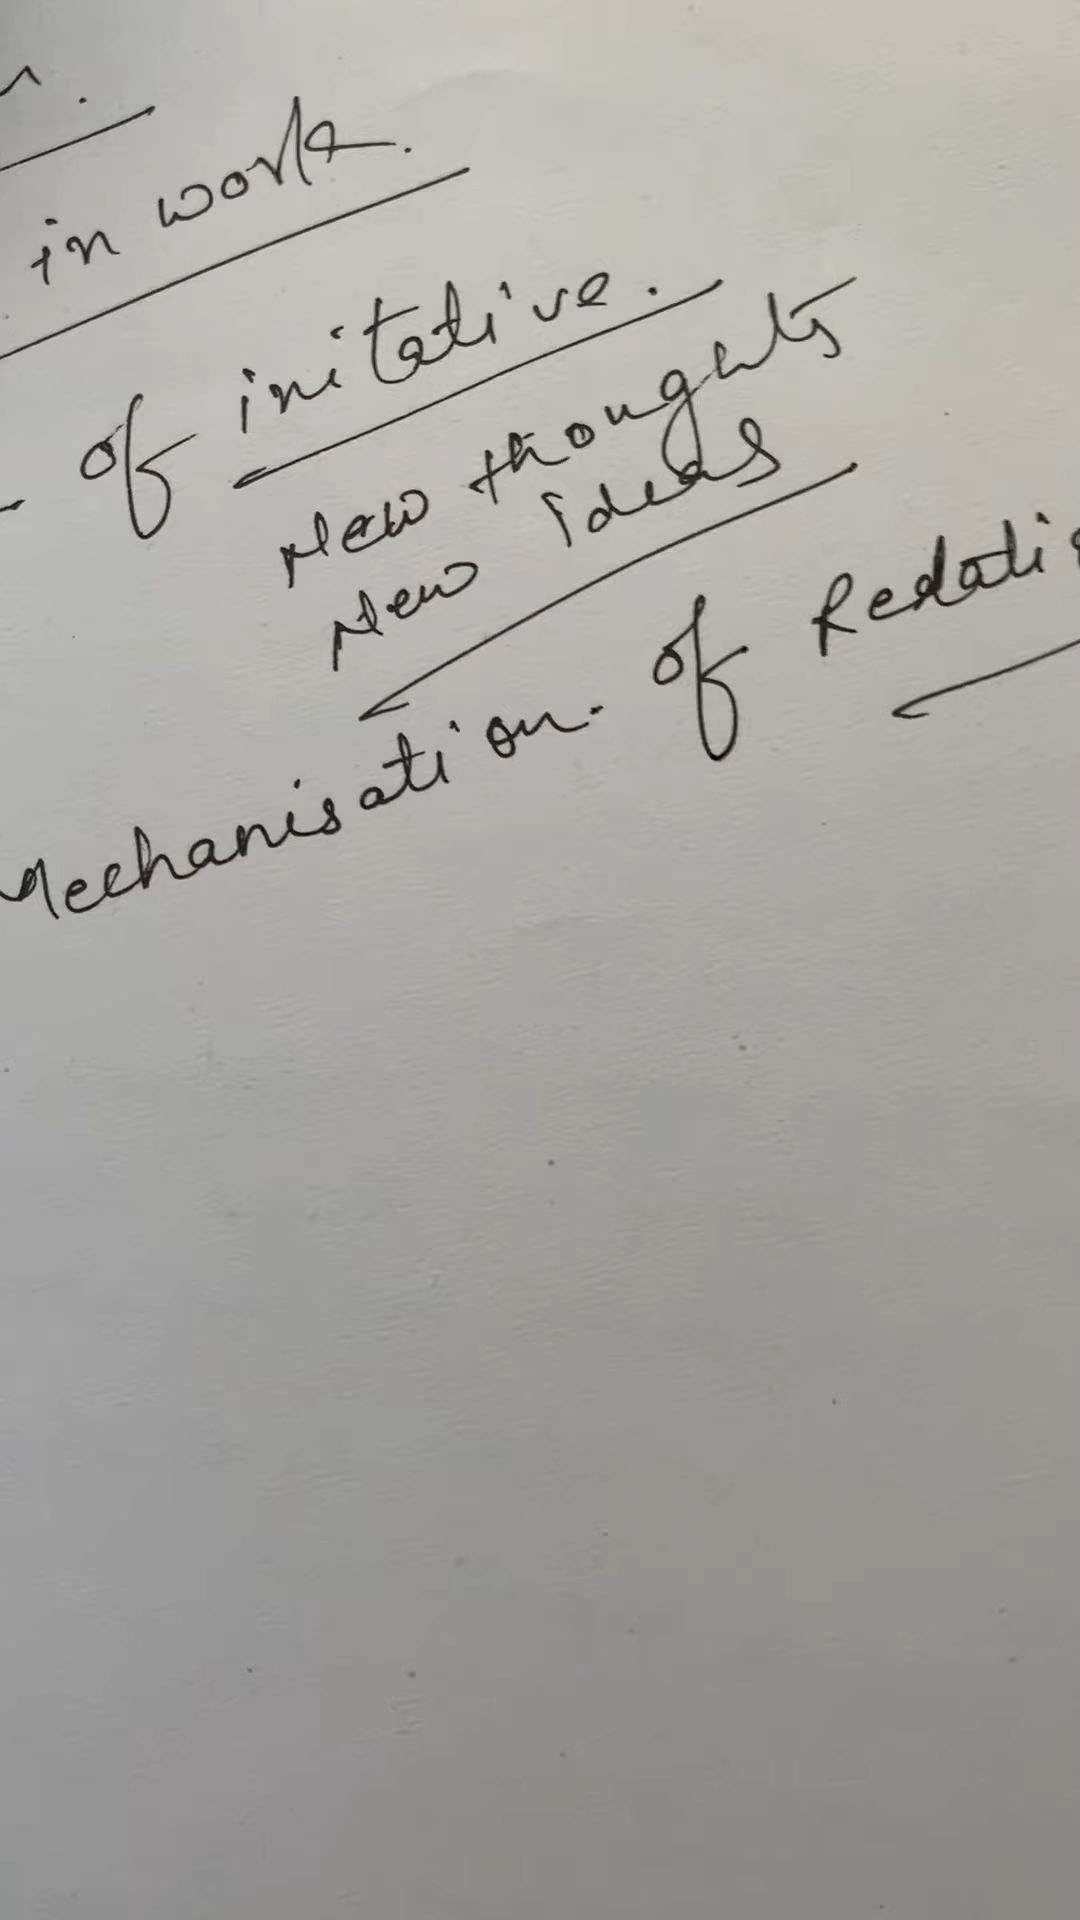 in work.
of initative.
New thoughts
New ideas
Mechanisation. of